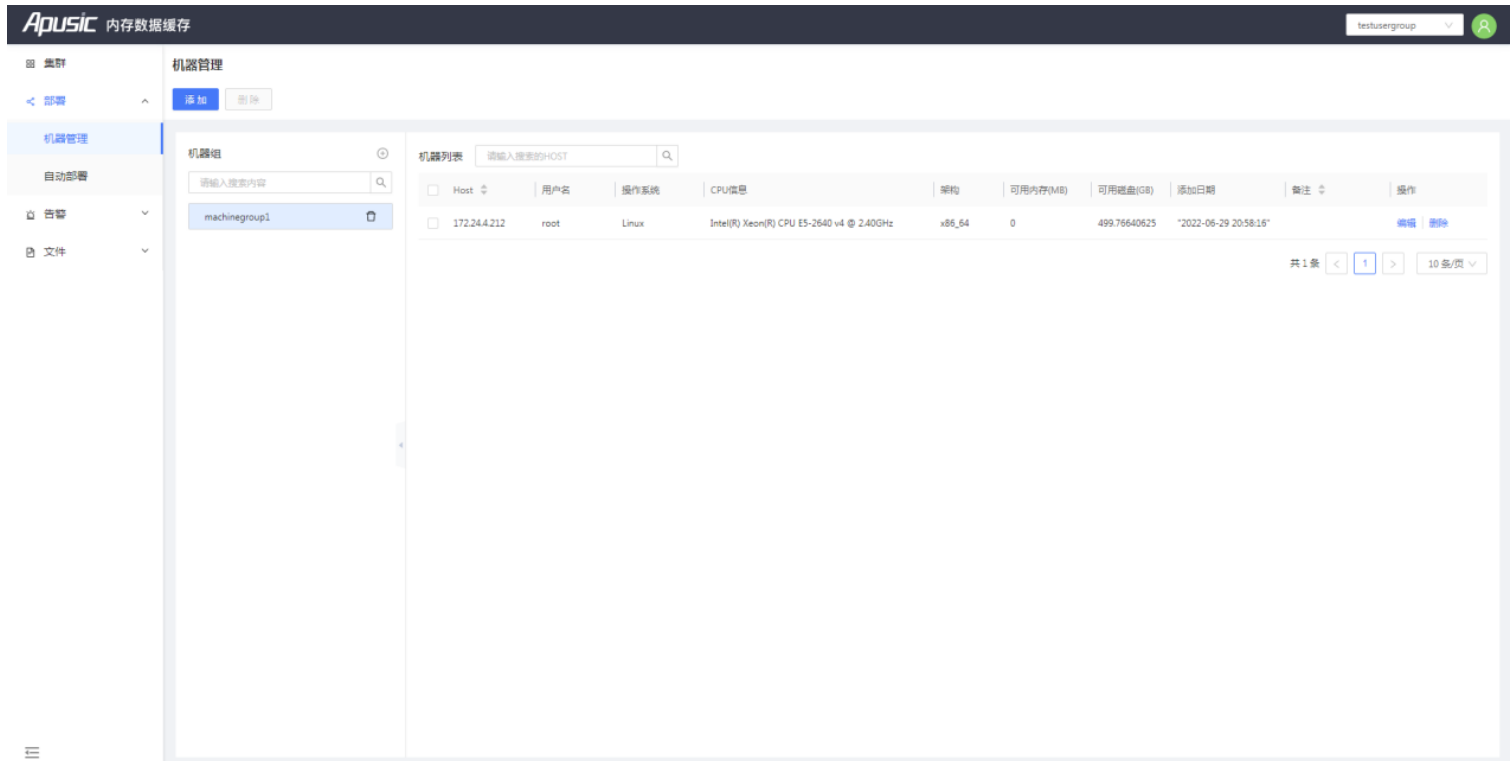 Apusic 内存数据缓存
testusergroup
集群
部署
机器管理
自动部署
告警
文件
机器管理
添加 删除
机器组
请输入搜索内容
machinegroup1
机器列表 请输入搜索的HOST
Host 用户名 操作系统 CPU信息 架构 可用内存(MB) 可用磁盘(GB) 添加日期 备注 操作
172.24.4.212 root Linux Intel(R) Xeon(R) CPU E5-2640 v4 @ 2.40GHz x86_64 0 499.76640625 "2022-06-29 20:58:16" 编辑 删除
共1条 < 1 > 10 条/页